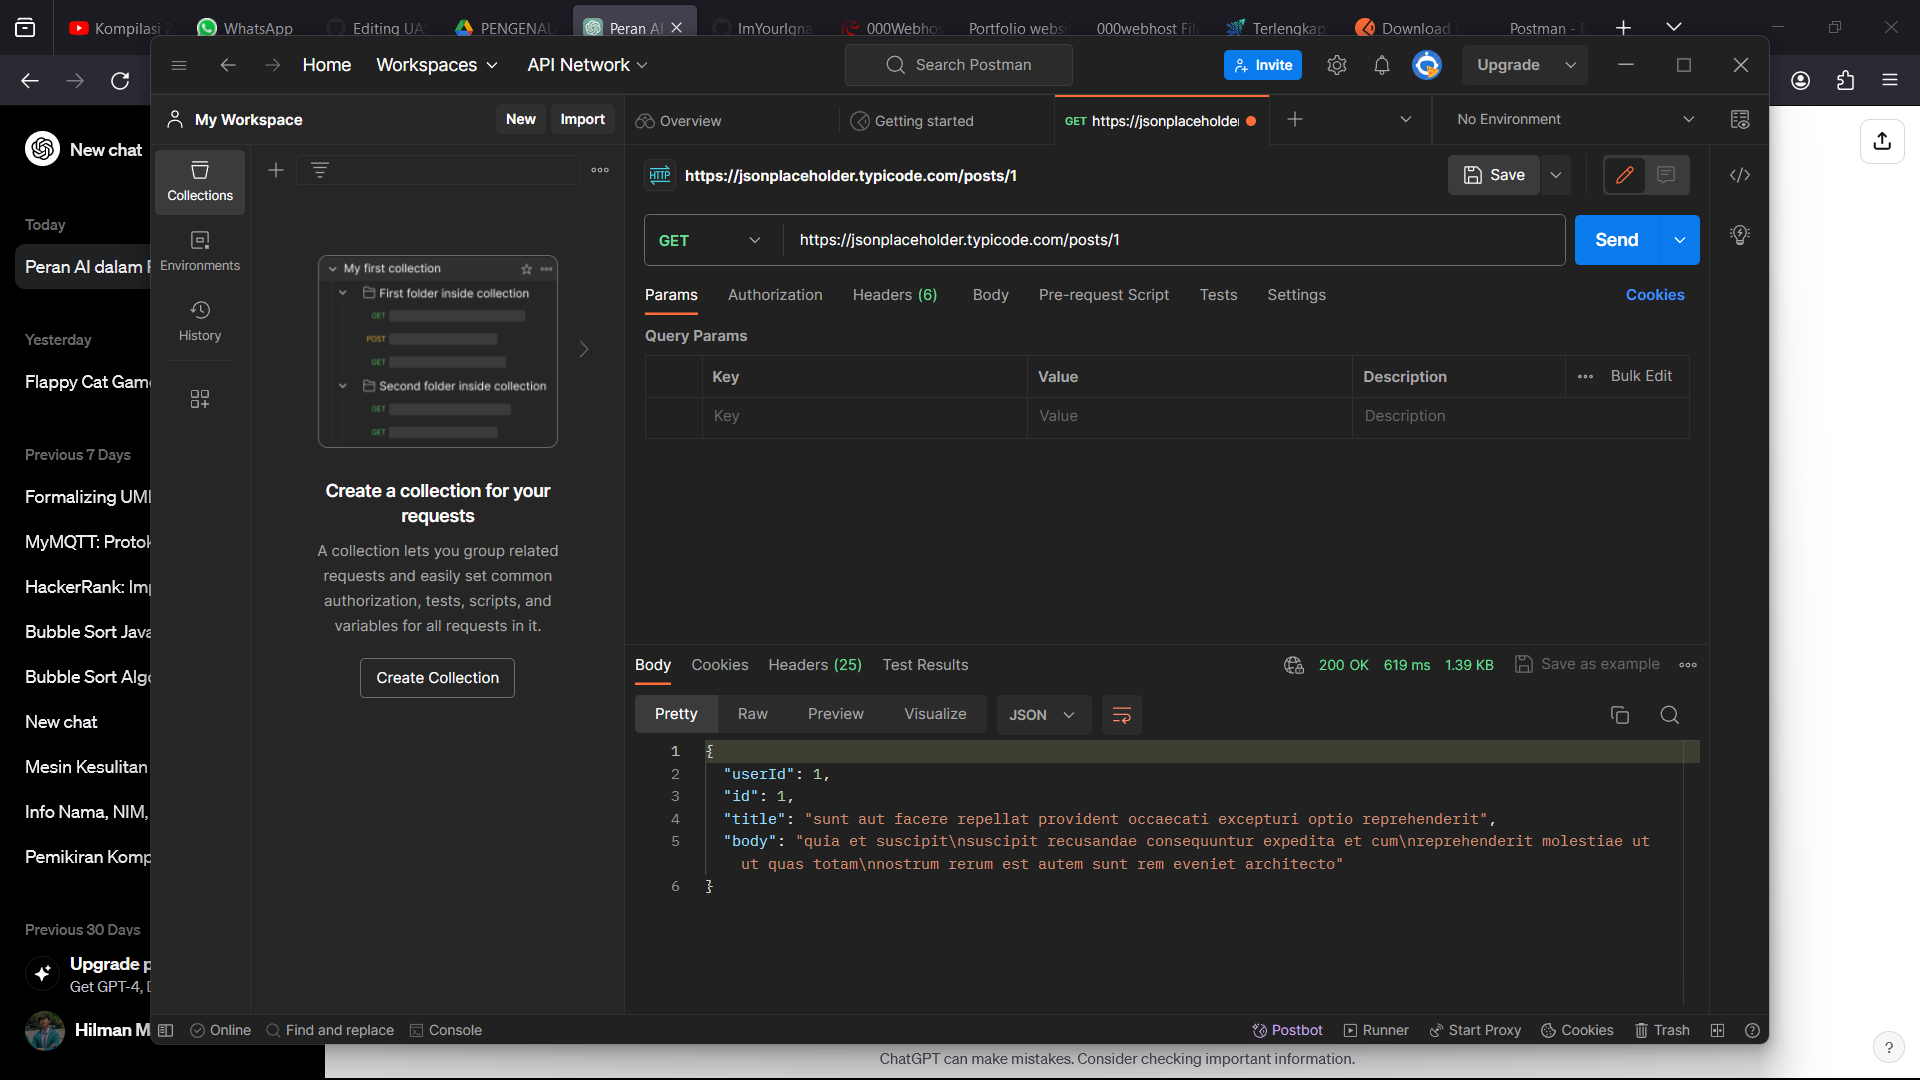 Kompilasi 2
WhatsApp
Editing UA
PENGENAL
Peran AI
ImYourIgna
000Webhos
Portfolio websi
000webhost Fil
Terlengkap
Download
Postman -
Home
Workspaces
API Network
Search Postman
Invite
Upgrade
My Workspace
New
Import
Overview
Getting started
GET https://jsonplaceholder
No Environment
New chat
Today
Peran AI dalam
Yesterday
Flappy Cat Game
Previous 7 Days
Formalizing UM
MyMQTT: Protok
HackerRank: Imp
Bubble Sort Java
Bubble Sort Algo
New chat
Mesin Kesulitan
Info Nama, NIM,
Pemikiran Komp
Previous 30 Days
Upgrade p
Get GPT-4, D
Hilman M
Collections
Environments
History
My first collection
First folder inside collection
GET
POST
GET
Second folder inside collection
GET
GET
Create a collection for your
requests
A collection lets you group related
requests and easily set common
authorization, tests, scripts, and
variables for all requests in it.
Create Collection
HTTP https://jsonplaceholder.typicode.com/posts/1
Save
GET
https://jsonplaceholder.typicode.com/posts/1
Send
Params
Authorization
Headers (6)
Body
Pre-request Script
Tests
Settings
Cookies
Query Params
Key
Value
Description
Bulk Edit
Key
Value
Description
Body
Cookies
Headers (25)
Test Results
200 OK
619 ms
1.39 KB
Save as example
Pretty
Raw
Preview
Visualize
JSON
1 {
2 "userId": 1,
3 "id": 1,
4 "title": "sunt aut facere repellat provident occaecati excepturi optio reprehenderit",
5 "body": "quia et suscipit\nsuscipit recusandae consequuntur expedita et cum\nreprehenderit molestiae ut
ut quas totam\nnostrum rerum est autem sunt rem eveniet architecto"
6 }
Online
Find and replace
Console
Postbot
Runner
Start Proxy
Cookies
Trash
ChatGPT can make mistakes. Consider checking important information.
?